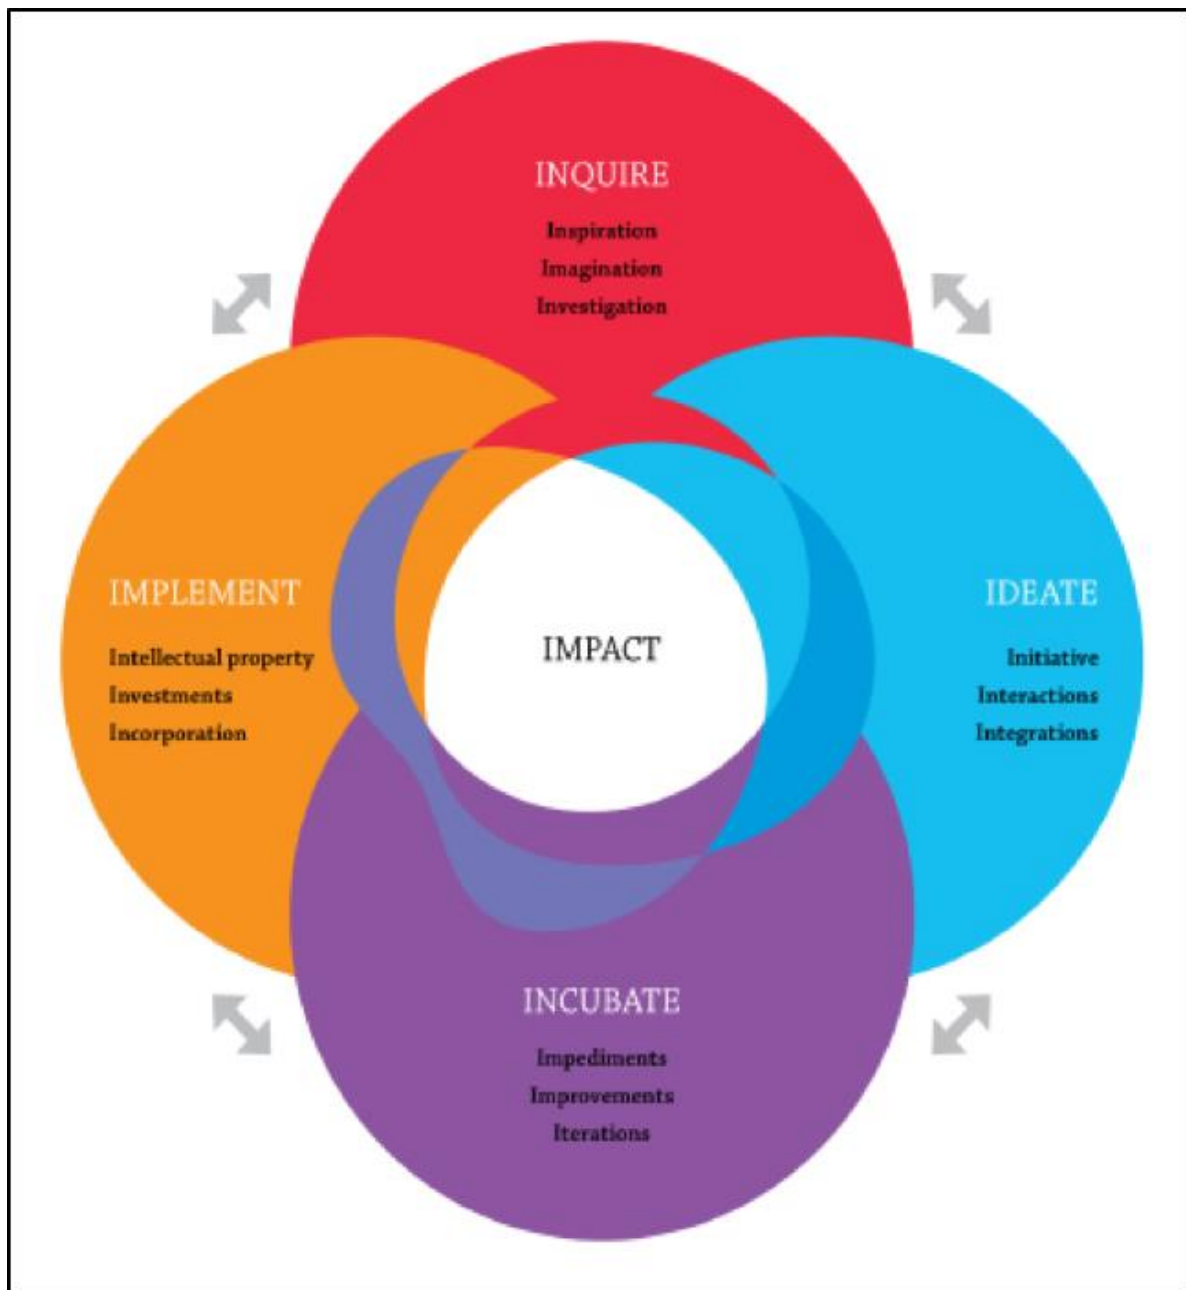 INQUIRE
Inspiration
Imagination
Investigation
IMPLEMENT
Intellectual property
Investments
Incorporation
IMPACT
IDEATE
Initiative
Interactions
Integrations
INCUBATE
Impediments
Improvements
Iterations